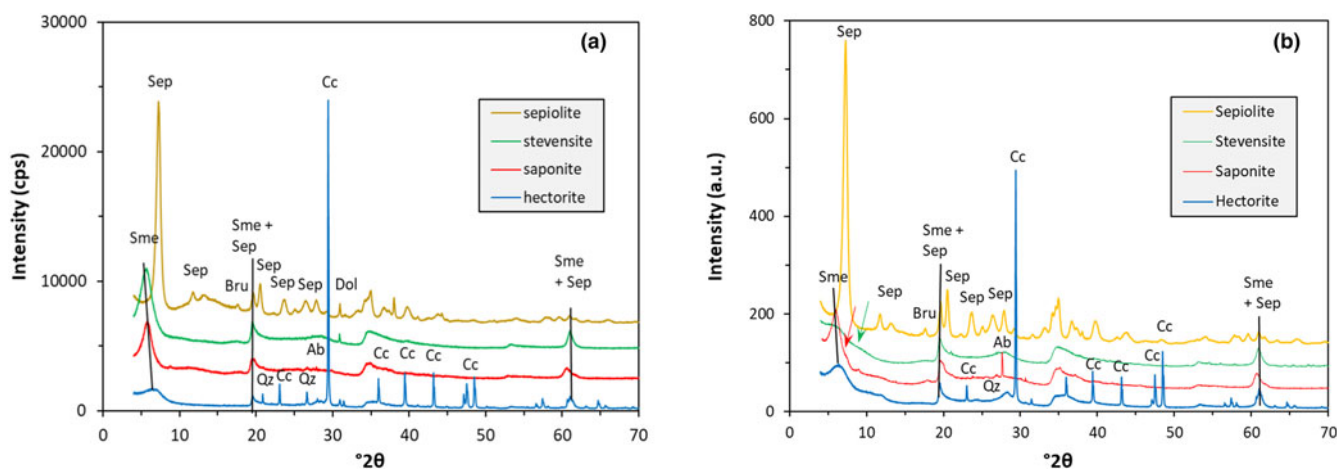 30000
(a)
Sep
Cc
sepiolite
stevensite
saponite
hectorite
20000
Intensity (cps)
Sme
Sme +
Sep
Sep
Bru
Sep
Sep
Sep
Dol
Sme
+ Sep
10000
Ab
Qz
Cc
Qz
Cc
Cc
Cc
Cc
0
0
10
20
30
40
50
60
70
°2θ
800
(b)
Sep
Sepiolite
Stevensite
Saponite
Hectorite
600
Cc
Intensity (a.u.)
400
Sme +
Sep
Sme
Sep
Sep
Bru
Sep
Sep
Sme
+ Sep
Cc
200
Ab
Cc
Qz
Cc
Cc
Cc
0
0
10
20
30
40
50
60
70
°2θ